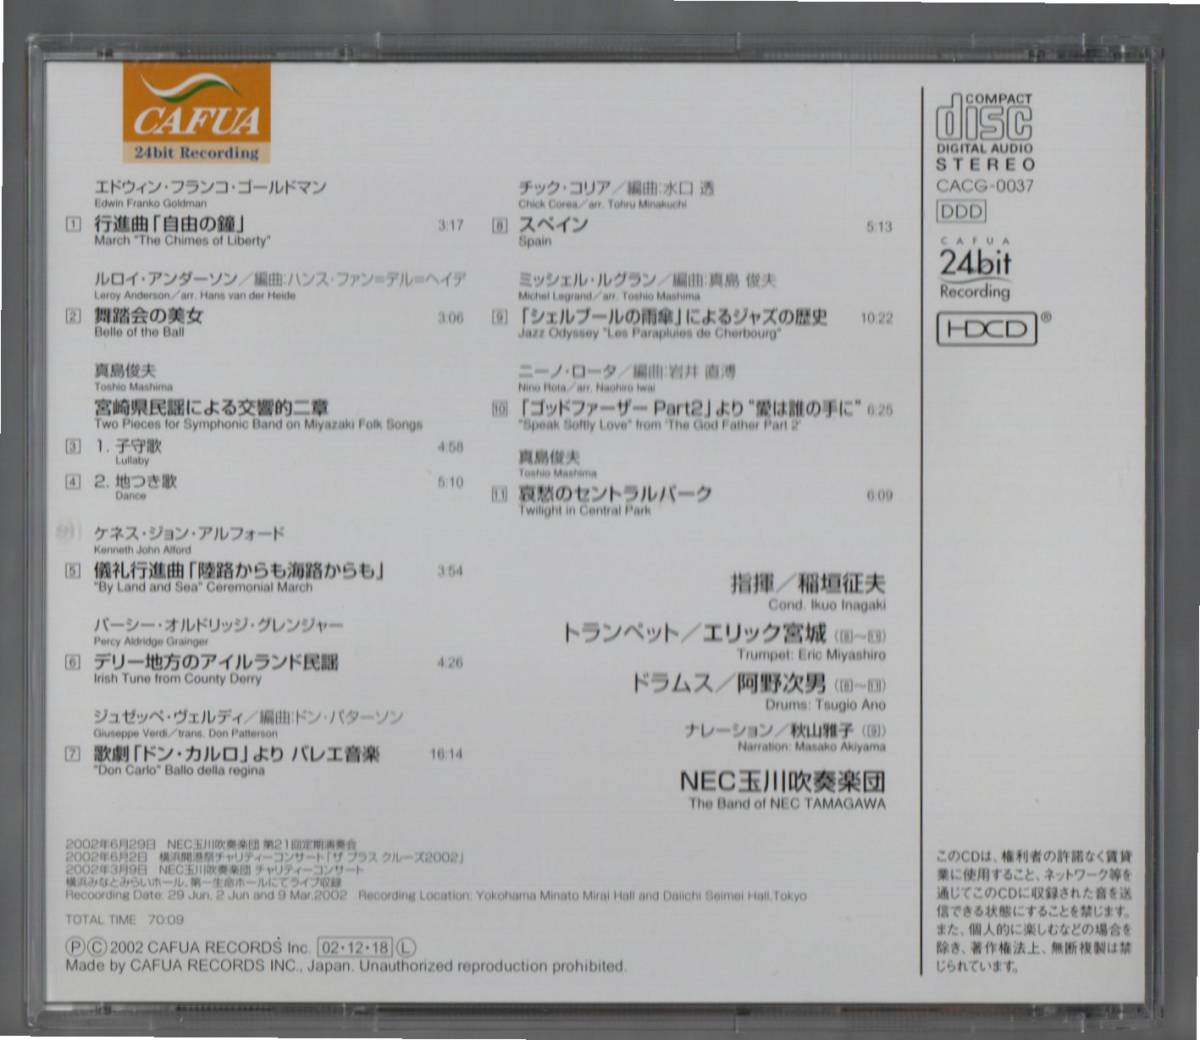 CAFUA
24bit Recording
エドウィン・フランコ・ゴールドマン
Edwin Franko Goldman
1 行進曲「自由の鐘」 3:17
March "The Chimes of Liberty"
ルロイ・アンダーソン／編曲:ハンス・ファン=デル=ヘイデ
Leroy Anderson／arr. Hans van der Heide
2 舞踏会の美女 3:06
Belle of the Ball
真島俊夫
Toshio Mashima
宮崎県民謡による交響的二章
Two Pieces for Symphonic Band on Miyazaki Folk Songs
3 1. 子守歌 4:58
Lullaby
4 2. 地つき歌 5:10
Dance
ケネス・ジョン・アルフォード
Kenneth John Alford
5 儀礼行進曲「陸路からも海路からも」 3:54
"By Land and Sea" Ceremonial March
パーシー・オルドリッジ・グレンジャー
Percy Aldridge Grainger
6 デリー地方のアイルランド民謡 4:26
Irish Tune from County Derry
ジュゼッペ・ヴェルディ／編曲:ドン・パターソン
Giuseppe Verdi／trans. Don Patterson
7 歌劇「ドン・カルロ」より バレエ音楽 16:14
"Don Carlo" Ballo della regina
チック・コリア／編曲:水口 透
Chick Corea／arr. Tohru Minakuchi
8 スペイン 5:13
Spain
ミッシェル・ルグラン／編曲:真島 俊夫
Michel Legrand／arr. Toshio Mashima
9 「シェルブールの雨傘」によるジャズの歴史 10:22
Jazz Odyssey "Les Parapluies de Cherbourg"
ニーノ・ロータ／編曲:岩井 直溥
Nino Rota／arr. Naohiro Iwai
10 「ゴッドファーザー Part2」より"愛は誰の手に" 6:25
"Speak Softly Love" from 'The God Father Part 2'
真島俊夫
Toshio Mashima
11 哀愁のセントラルパーク 6:09
Twilight in Central Park
指揮／稲垣征夫
Cond. Ikuo Inagaki
トランペット／エリック宮城 (8〜11)
Trumpet: Eric Miyashiro
ドラムス／阿野次男 (8〜11)
Drums: Tsugio Ano
ナレーション／秋山雅子 (9)
Narration: Masako Akiyama
NEC玉川吹奏楽団
The Band of NEC TAMAGAWA
2002年6月29日 NEC玉川吹奏楽団 第21回定期演奏会
2002年6月2日 横浜開港祭チャリティーコンサート「ザ ブラス クルーズ2002」
2002年3月9日 NEC玉川吹奏楽団 チャリティーコンサート
横浜みなとみらいホール、第一生命ホールにてライブ収録
Recording Date: 29 Jun, 2 Jun and 9 Mar,2002 Recording Location: Yokohama Minato Mirai Hall and Daiichi Seimei Hall,Tokyo
TOTAL TIME 70:09
ⓅⒸ2002 CAFUA RECORDS Inc. 02・12・18 Ⓛ
Made by CAFUA RECORDS INC., Japan. Unauthorized reproduction prohibited.
COMPACT
disc
DIGITAL AUDIO
STEREO
CACG-0037
DDD
CAFUA
24bit
Recording
HDCD®
このCDは、権利者の許諾なく賃貸
業に使用すること、ネットワーク等を
通じてこのCDに収録された音を送
信できる状態にすることを禁じます。
また、個人的に楽しむなどの場合を
除き、著作権法上、無断複製は禁
じられています。